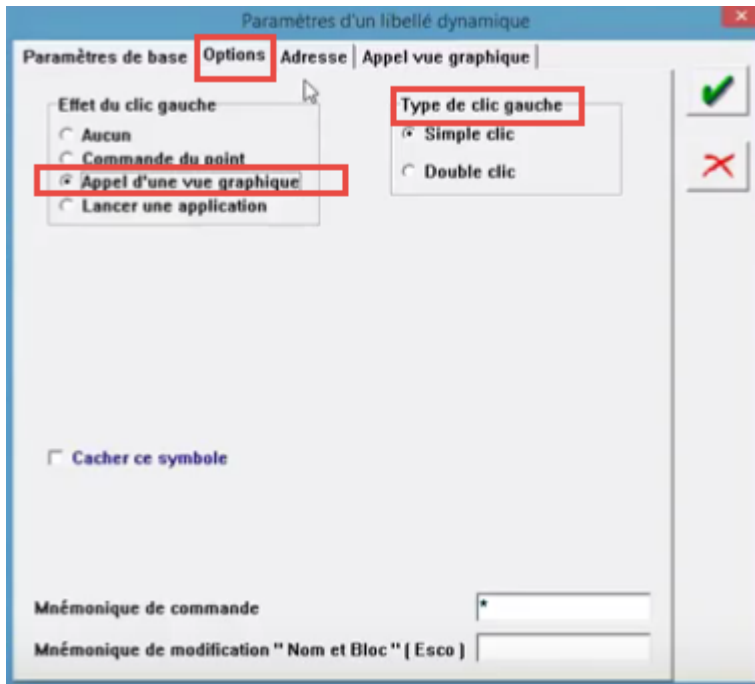 Paramètres d'un libellé dynamique
Paramètres de base Options Adresse Appel vue graphique
Effet du clic gauche
Aucun
Commande du point
Appel d'une vue graphique
Lancer une application
Type de clic gauche
Simple clic
Double clic
Cacher ce symbole
Mnémonique de commande *
Mnémonique de modification " Nom et Bloc " ( Esco )